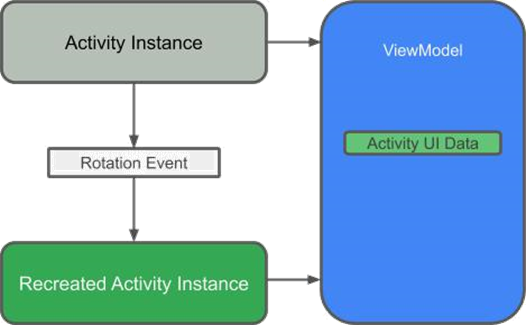 Activity Instance
ViewModel
Activity UI Data
Rotation Event
Recreated Activity Instance